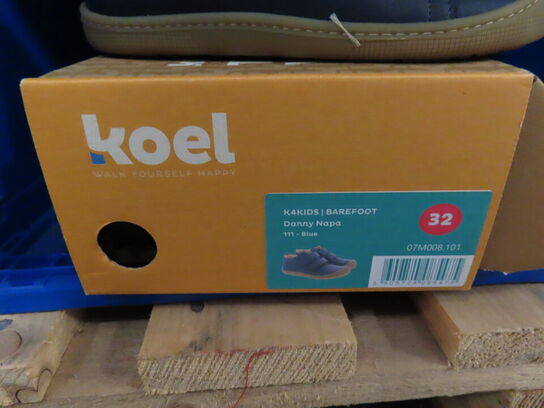 koel
WALK YOURSELF HAPPY
K4KIDS | BAREFOOT
Danny Napa
111 - Blue
32
07M008.101